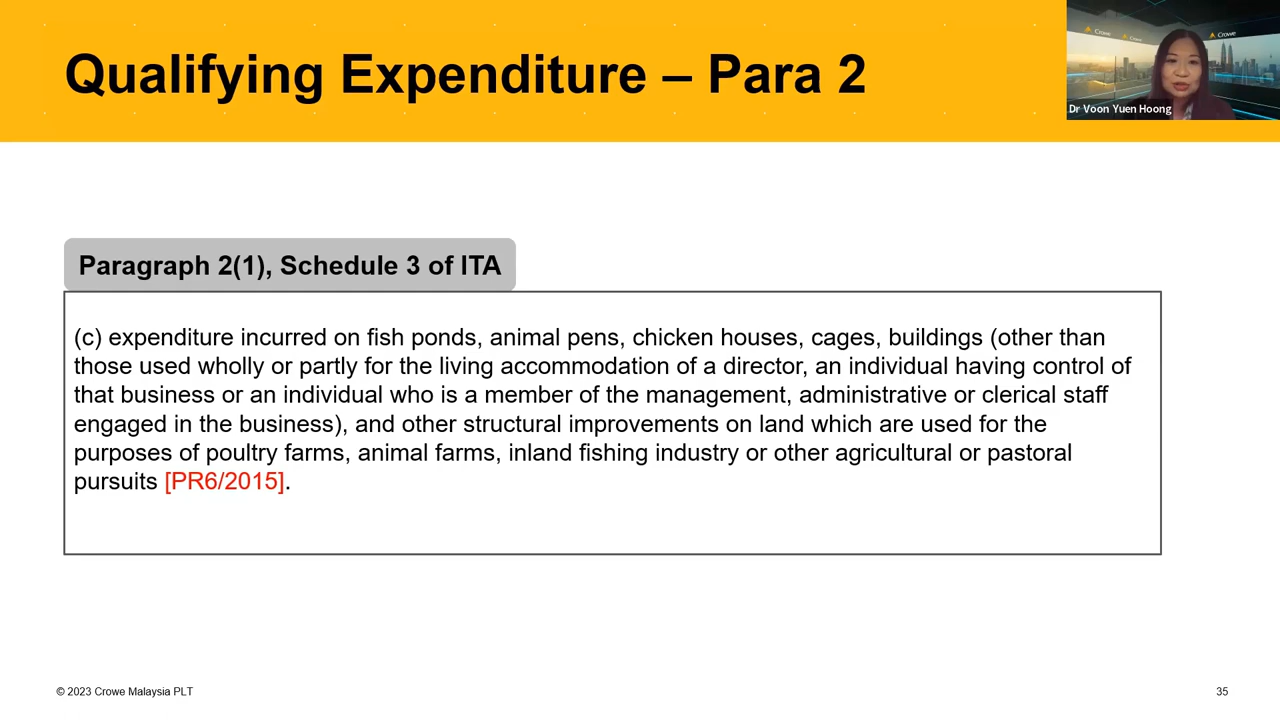 Qualifying Expenditure – Para 2
Crowe
Crowe
Crowe
Dr Voon Yuen Hoong
Paragraph 2(1), Schedule 3 of ITA
(c) expenditure incurred on fish ponds, animal pens, chicken houses, cages, buildings (other than
those used wholly or partly for the living accommodation of a director, an individual having control of
that business or an individual who is a member of the management, administrative or clerical staff
engaged in the business), and other structural improvements on land which are used for the
purposes of poultry farms, animal farms, inland fishing industry or other agricultural or pastoral
pursuits [PR6/2015].
© 2023 Crowe Malaysia PLT
35